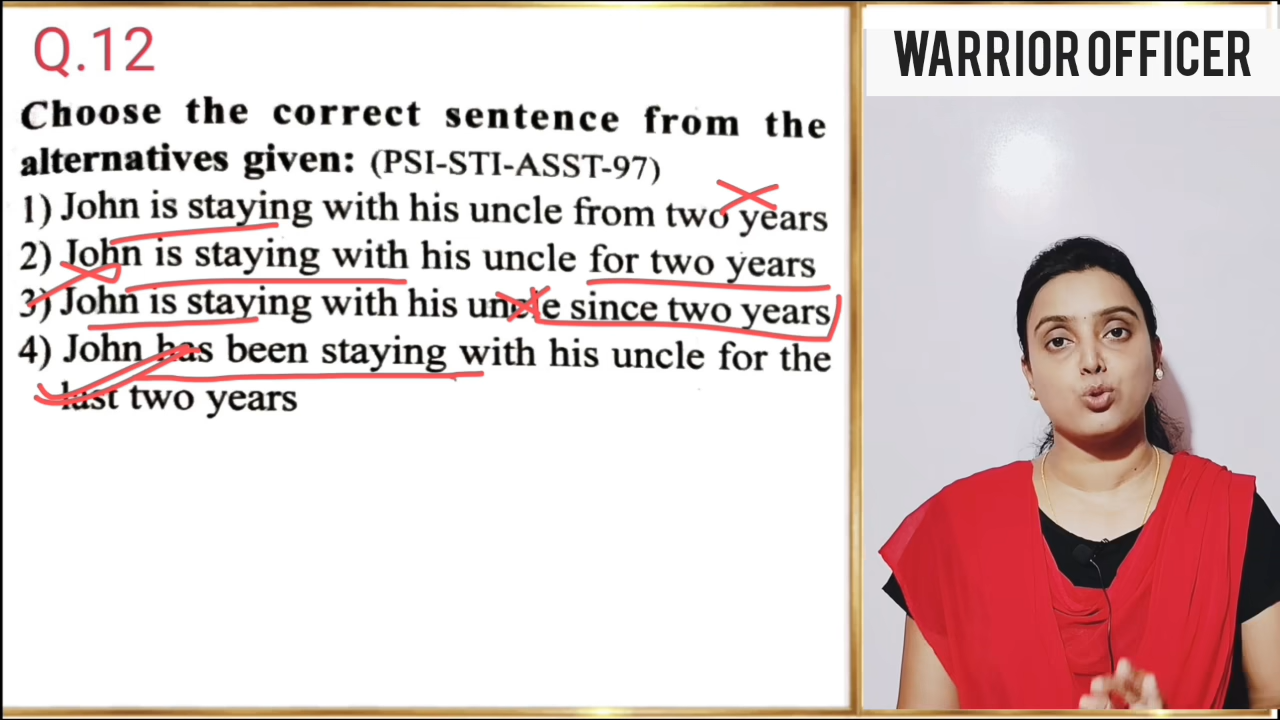 Q.12
WARRIOR OFFICER
Choose the correct sentence from the
alternatives given: (PSI-STI-ASST-97)
1) John is staying with his uncle from two years
2) John is staying with his uncle for two years
3) John is staying with his uncle since two years
4) John has been staying with his uncle for the
last two years